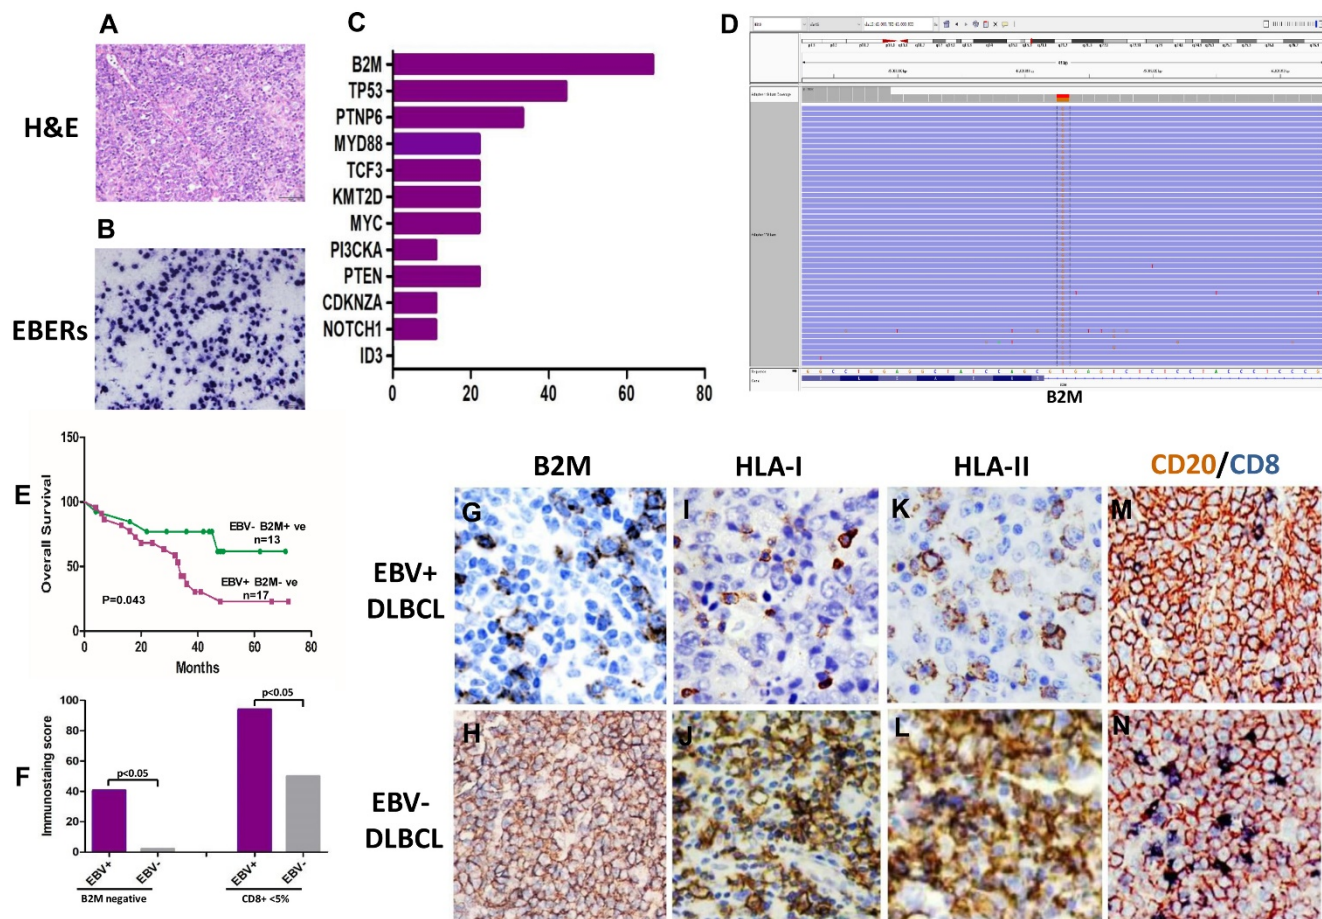 A
H&E
B
EBERs
C
B2M
TP53
PTNP6
MYD88
TCF3
KMT2D
MYC
PI3CKA
PTEN
CDKNZA
NOTCH1
ID3
0 20 40 60 80
D
B2M
E
Overall Survival
150
100
50
0
EBV- B2M+ ve
n=13
EBV+ B2M- ve
n=17
P=0.043
0 20 40 60 80
Months
F
Immunostaing score
100
80
60
40
20
0
p<0.05
p<0.05
EBV+ EBV- EBV+ EBV-
B2M negative CD8+ <5%
B2M HLA-I HLA-II CD20/CD8
EBV+
DLBCL
G I K M
EBV-
DLBCL
H J L N